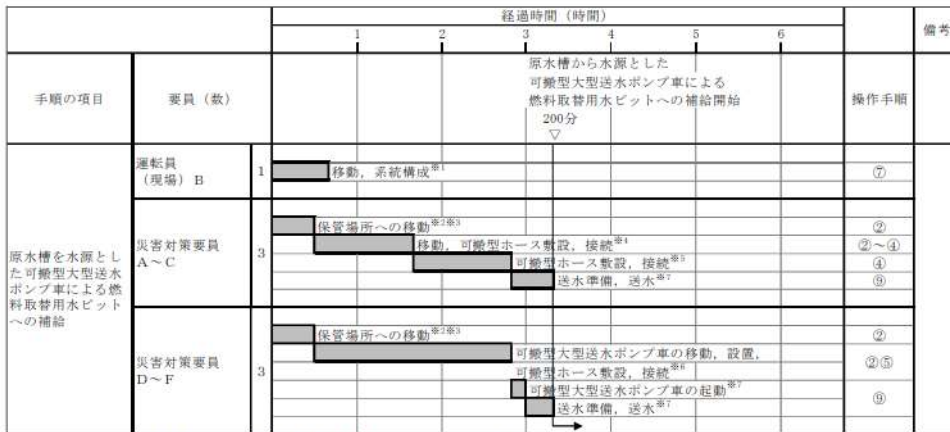 経過時間（時間）
備考
1 2 3 4 5 6
手順の項目
要員（数）
原水槽から水源とした
可搬型大型送水ポンプ車による
燃料取替用水ピットへの補給開始
200分
▽
操作手順
原水槽を水源とし
た可搬型大型送水
ポンプ車による燃
料取替用水ピット
への補給
運転員
（現場）B
1
移動，系統構成※1
⑦
災害対策要員
A～C
3
保管場所への移動※2※3
②
移動，可搬型ホース敷設，接続※4
②～④
可搬型ホース敷設，接続※5
④
送水準備，送水※7
⑨
災害対策要員
D～F
3
保管場所への移動※2※3
②
可搬型大型送水ポンプ車の移動，設置，
可搬型ホース敷設，接続※6
②⑤
可搬型大型送水ポンプ車の起動※7
送水準備，送水※7
⑨